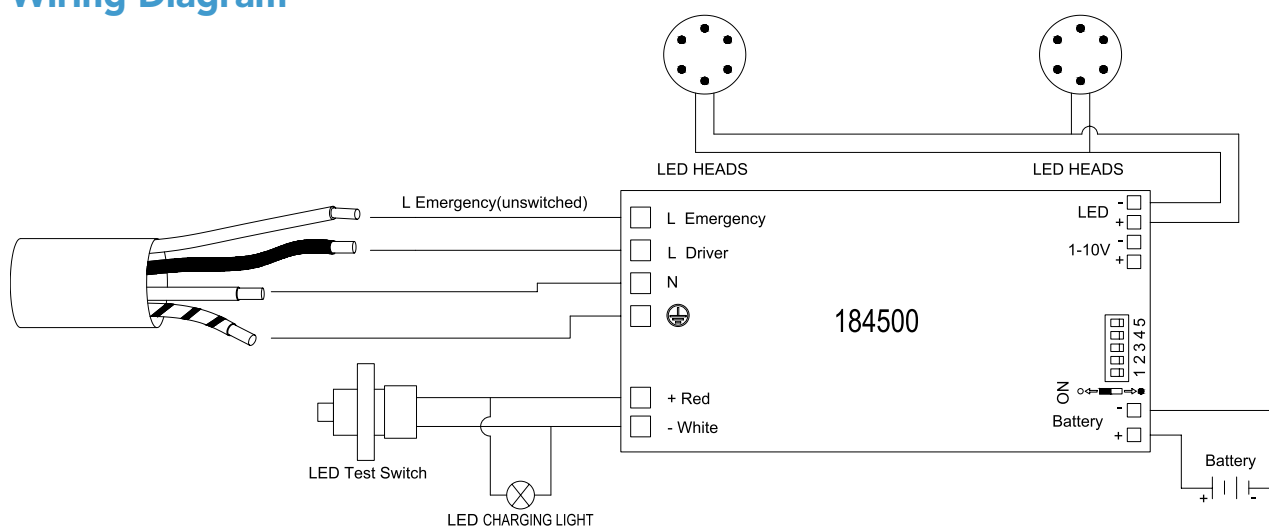 Wiring Diagram
LED HEADS
LED HEADS
L Emergency(unswitched)
L Emergency
L Driver
N
184500
LED
-
+
1-10V
-
+
1 2 3 4 5
ON
+ Red
- White
Battery
-
+
LED Test Switch
LED CHARGING LIGHT
Battery
+
-